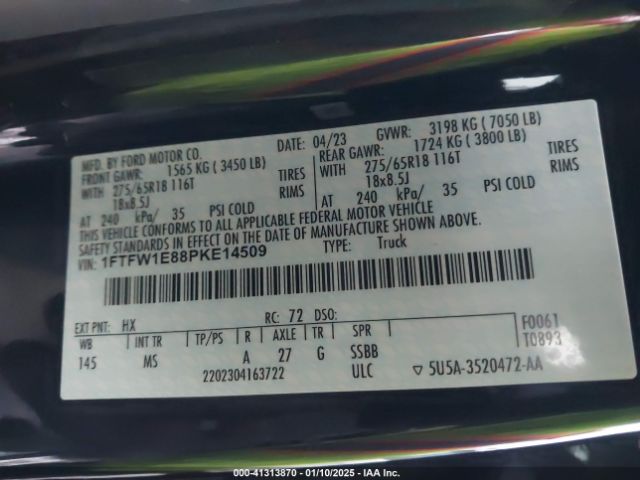 MFD. BY FORD MOTOR CO.
DATE: 04/23 GVWR: 3198 KG ( 7050 LB)
FRONT GAWR: 1565 KG ( 3450 LB)
REAR GAWR: 1724 KG ( 3800 LB)
WITH 275/65R18 116T TIRES
WITH 275/65R18 116T TIRES
18x8.5J RIMS
18x8.5J RIMS
AT 240 kPa/ 35 PSI COLD
AT 240 kPa/ 35 PSI COLD
THIS VEHICLE CONFORMS TO ALL APPLICABLE FEDERAL MOTOR VEHICLE
SAFETY STANDARDS IN EFFECT ON THE DATE OF MANUFACTURE SHOWN ABOVE.
VIN: 1FTFW1E88PKE14509 TYPE: Truck
EXT PNT: HX RC: 72 DSO:
WB INT TR TP/PS R AXLE TR SPR
145 MS A 27 G SSBB
2202304163722 ULC
F0061
T0893
▽ 5U5A-3520472-AA
000-41313870 — 01/10/2025 — IAA Inc.